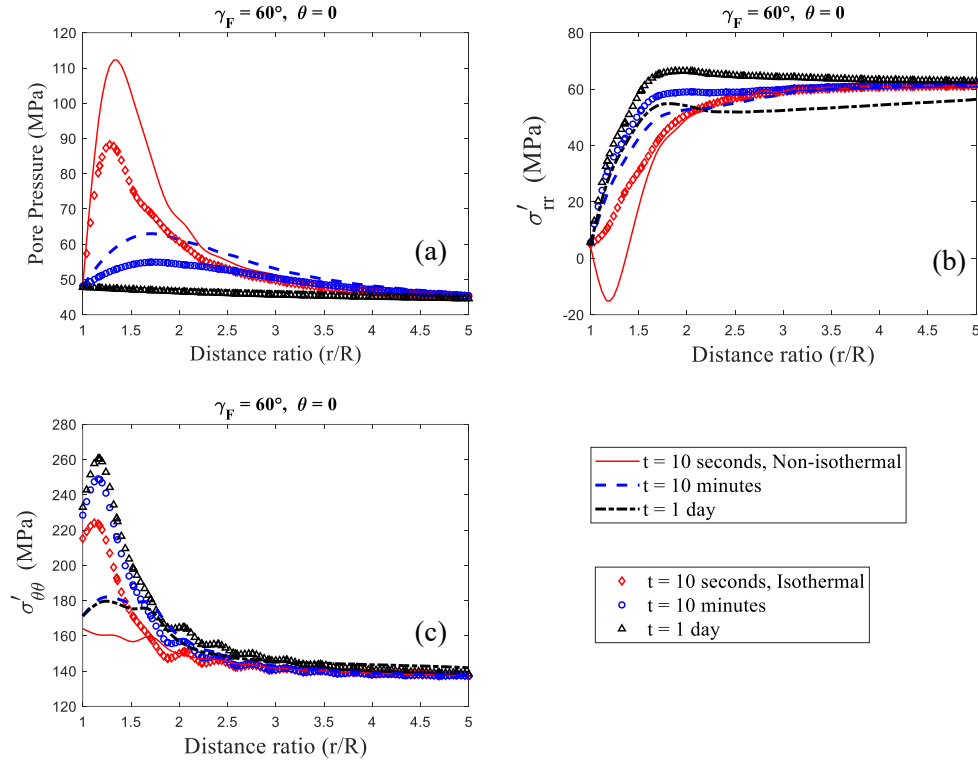 γF = 60°, θ = 0
120
110
100
90
80
70
60
50
40
Pore Pressure (MPa)
(a)
1 1.5 2 2.5 3 3.5 4 4.5 5
Distance ratio (r/R)
γF = 60°, θ = 0
80
60
40
20
0
-20
σ′rr (MPa)
(b)
1 1.5 2 2.5 3 3.5 4 4.5 5
Distance ratio (r/R)
γF = 60°, θ = 0
280
260
240
220
200
180
160
140
120
σ′θθ (MPa)
(c)
1 1.5 2 2.5 3 3.5 4 4.5 5
Distance ratio (r/R)
t = 10 seconds, Non-isothermal
t = 10 minutes
t = 1 day
t = 10 seconds, Isothermal
t = 10 minutes
t = 1 day